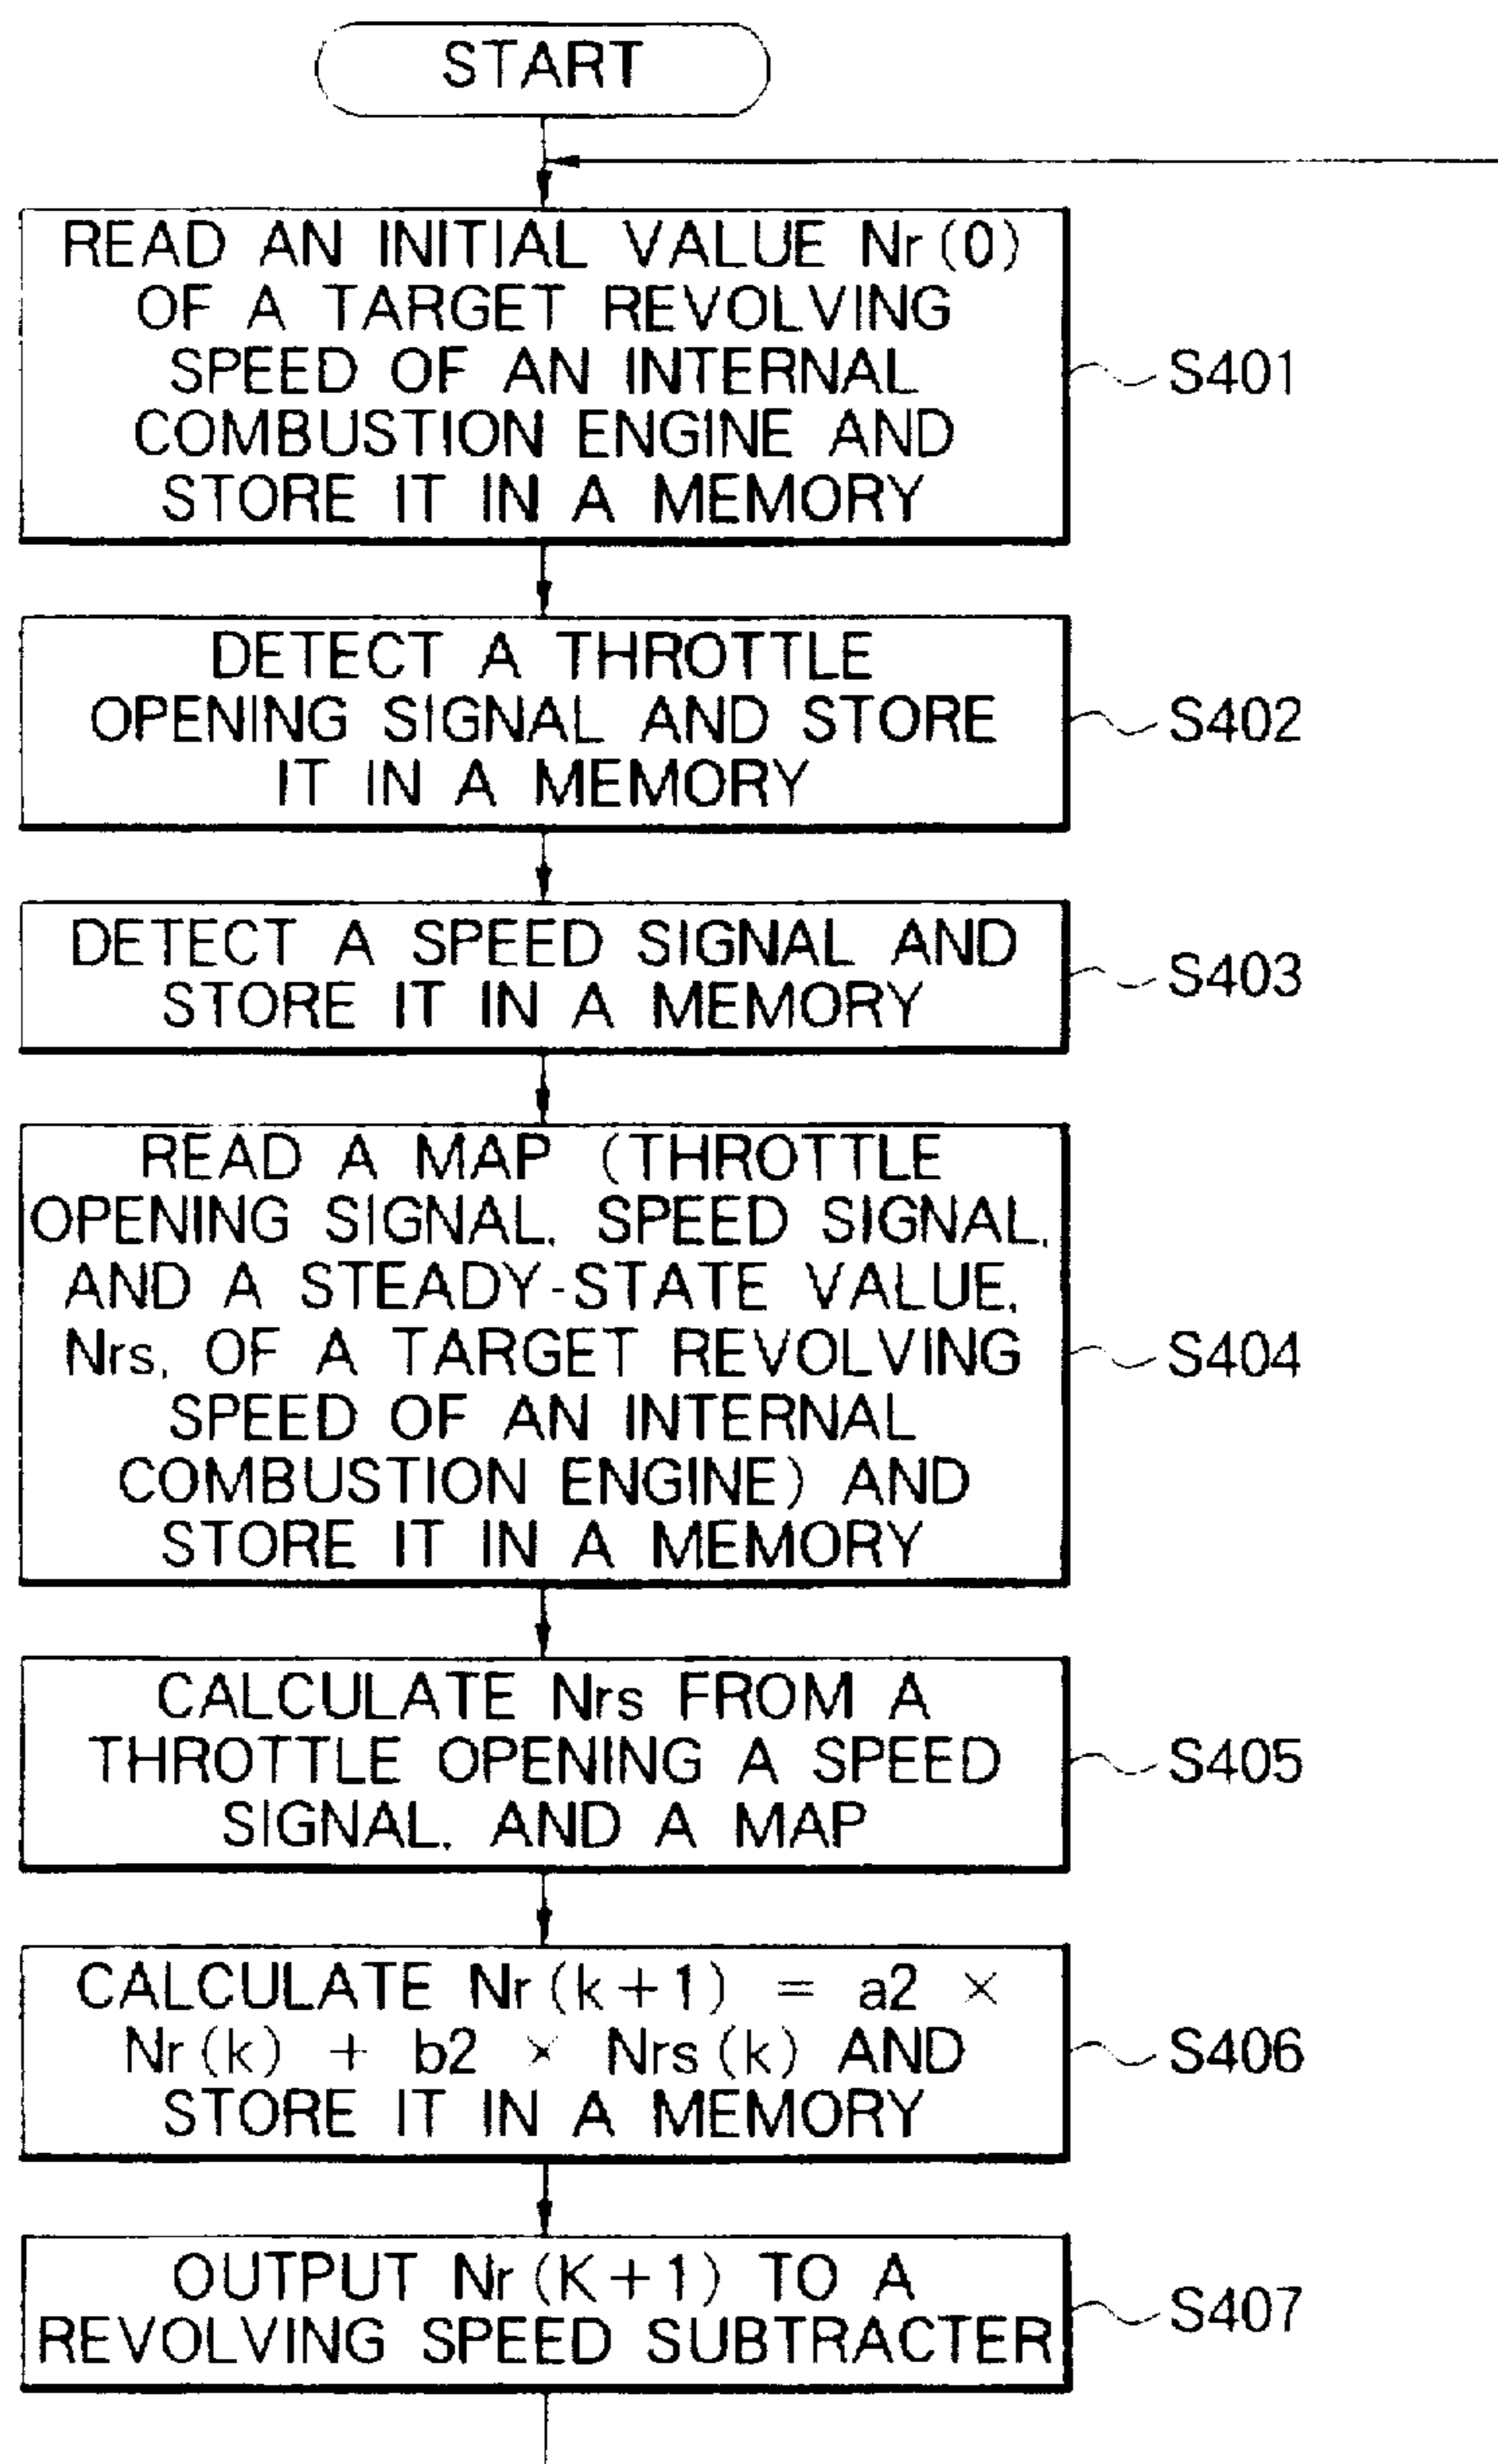 START
READ AN INITIAL VALUE Nr(0)
OF A TARGET REVOLVING
SPEED OF AN INTERNAL
COMBUSTION ENGINE AND
STORE IT IN A MEMORY
S401
DETECT A THROTTLE
OPENING SIGNAL AND STORE
IT IN A MEMORY
S402
DETECT A SPEED SIGNAL AND
STORE IT IN A MEMORY
S403
READ A MAP (THROTTLE
OPENING SIGNAL, SPEED SIGNAL,
AND A STEADY-STATE VALUE,
Nrs, OF A TARGET REVOLVING
SPEED OF AN INTERNAL
COMBUSTION ENGINE) AND
STORE IT IN A MEMORY
S404
CALCULATE Nrs FROM A
THROTTLE OPENING A SPEED
SIGNAL, AND A MAP
S405
CALCULATE Nr(k+1) = a2 ×
Nr(k) + b2 × Nrs(k) AND
STORE IT IN A MEMORY
S406
OUTPUT Nr(K+1) TO A
REVOLVING SPEED SUBTRACTER
S407